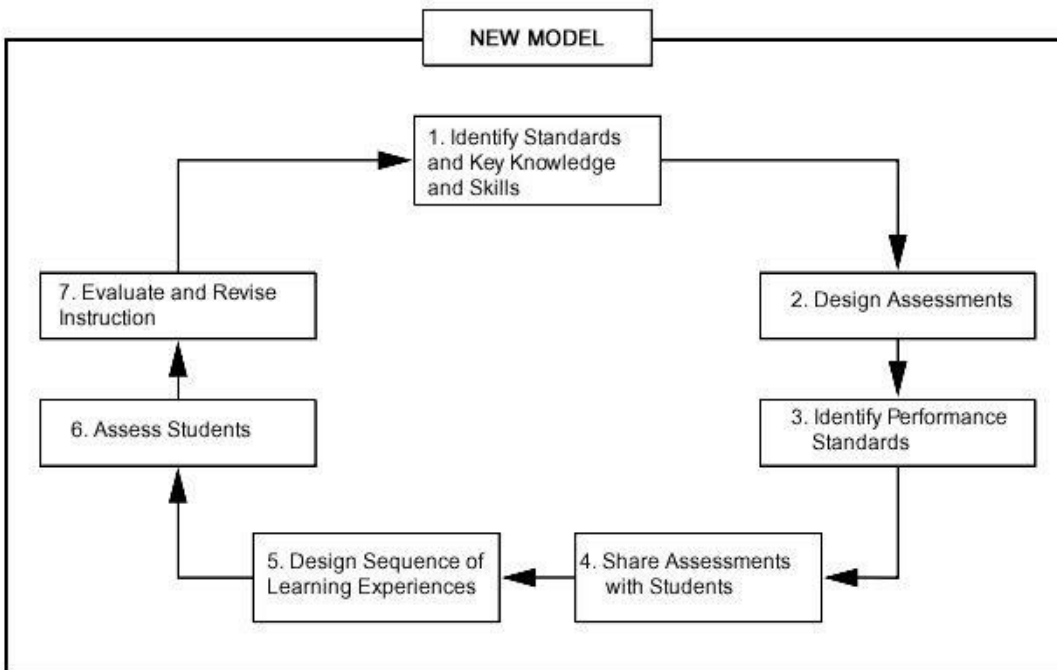 NEW MODEL
1. Identify Standards
and Key Knowledge
and Skills
2. Design Assessments
3. Identify Performance
Standards
4. Share Assessments
with Students
5. Design Sequence of
Learning Experiences
6. Assess Students
7. Evaluate and Revise
Instruction